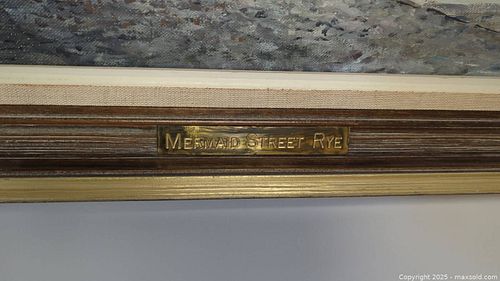 MERMAID STREET RYE
Copyright © 2025 - maxsold.com